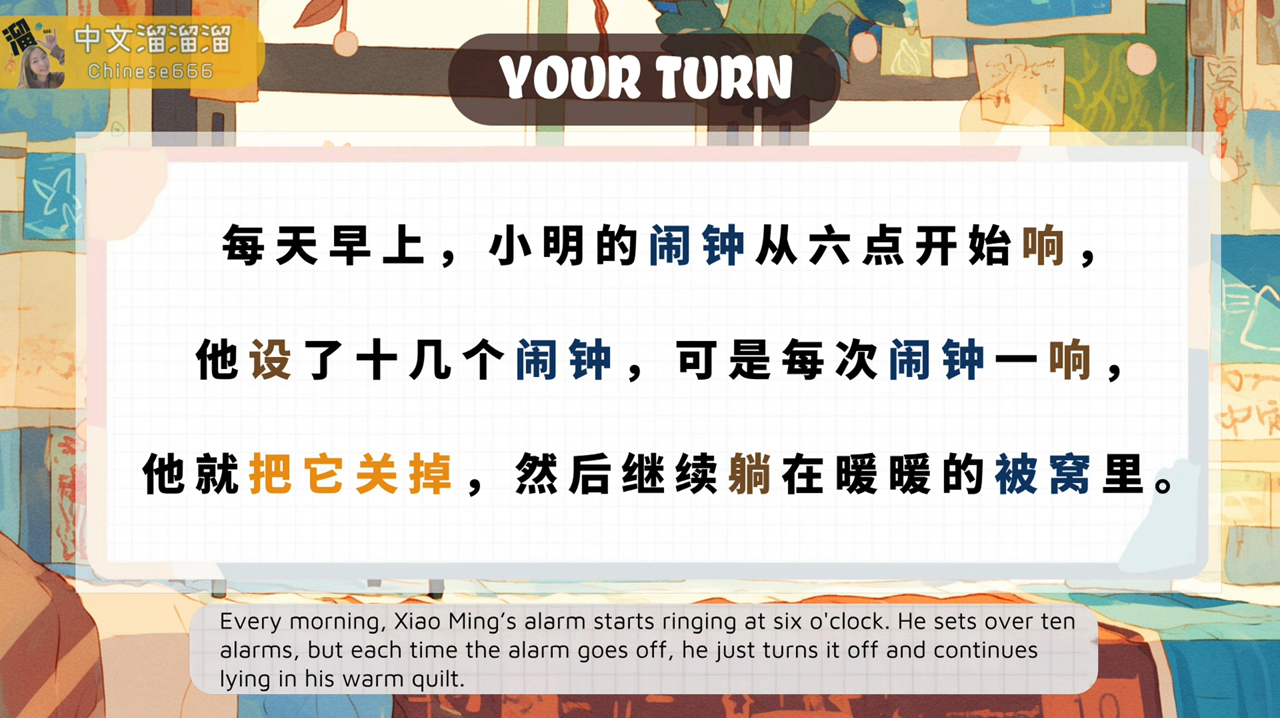 溜
中文溜溜溜
Chinese666
YOUR TURN
每天早上，小明的闹钟从六点开始响，
他设了十几个闹钟，可是每次闹钟一响，
他就把它关掉，然后继续躺在暖暖的被窝里。
Every morning, Xiao Ming’s alarm starts ringing at six o'clock. He sets over ten
alarms, but each time the alarm goes off, he just turns it off and continues
lying in his warm quilt.